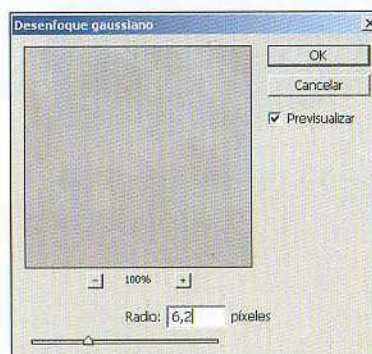 Desenfoque gaussiano
OK
Cancelar
Previsualizar
- 100% +
Radio: 6,2 píxeles